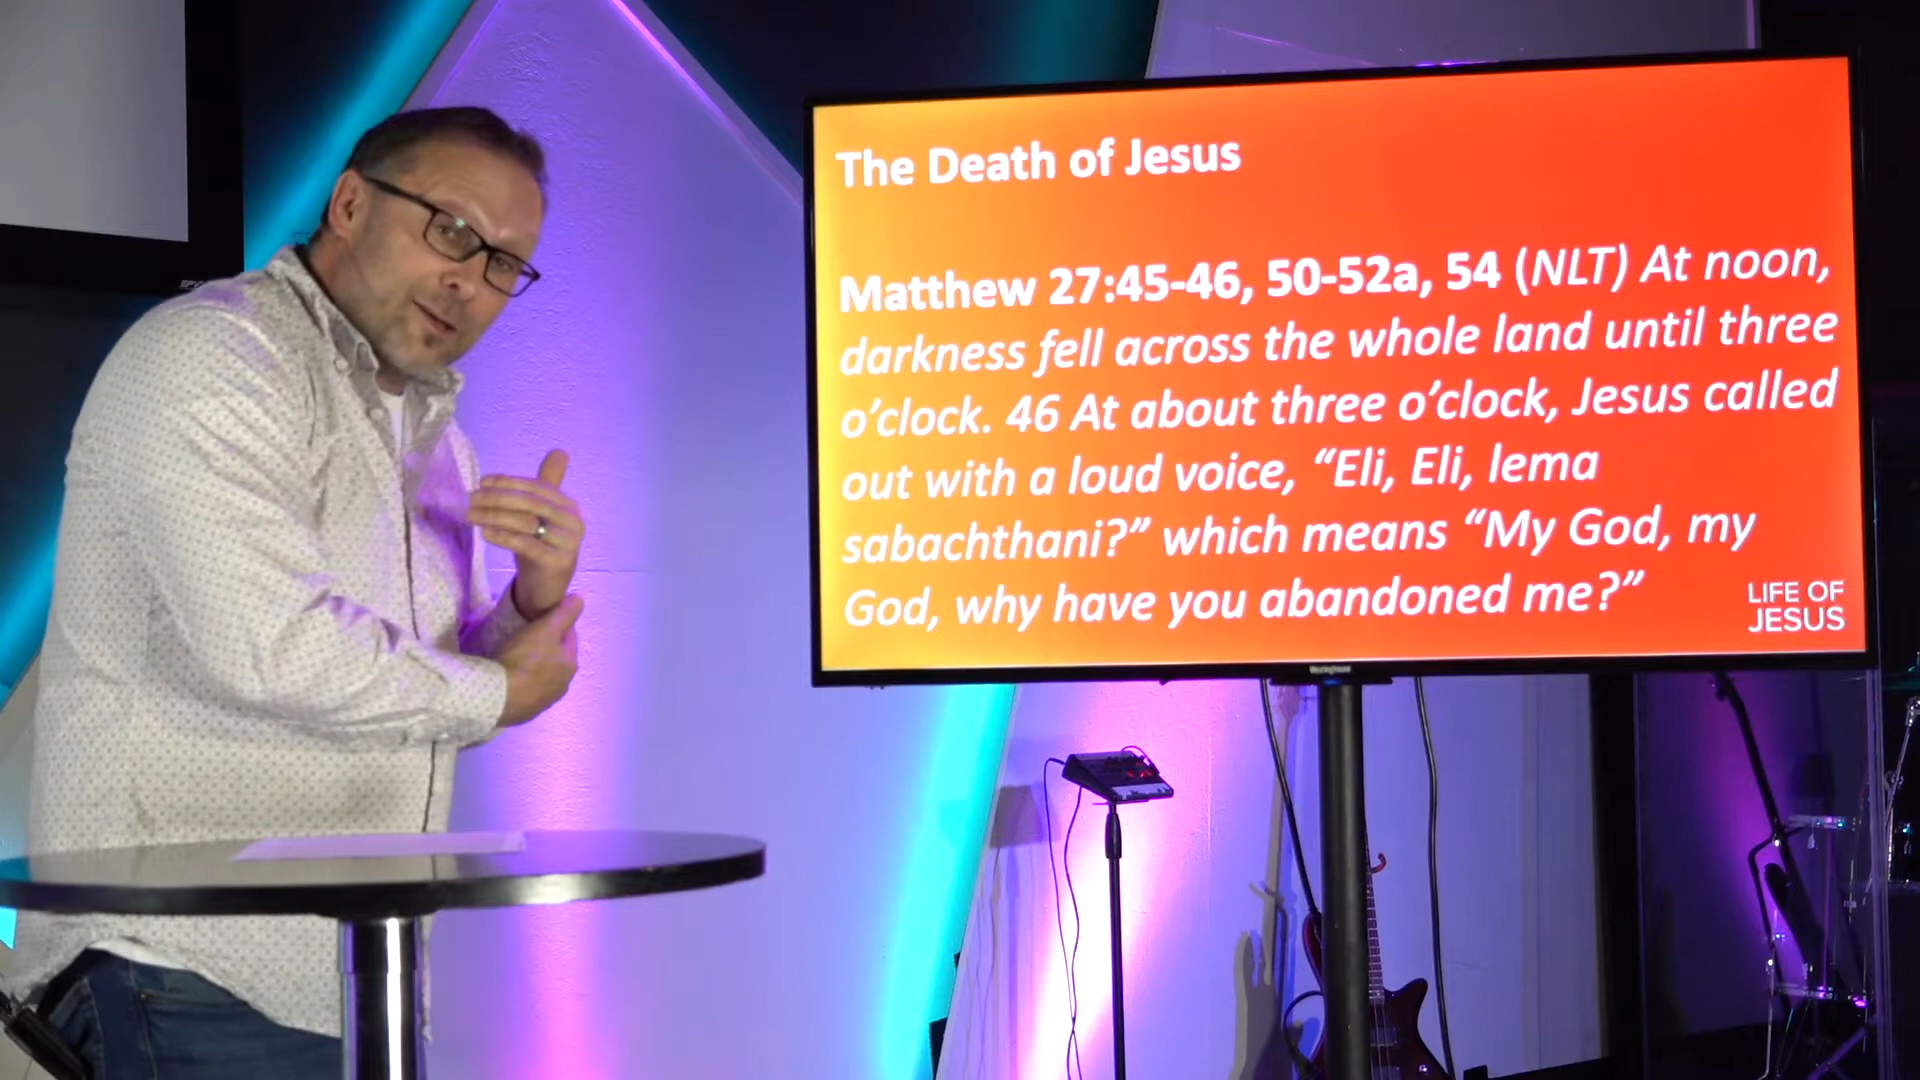 The Death of Jesus
Matthew 27:45-46, 50-52a, 54 (NLT) At noon,
darkness fell across the whole land until three
o’clock. 46 At about three o’clock, Jesus called
out with a loud voice, “Eli, Eli, lema
sabachthani?” which means “My God, my
God, why have you abandoned me?”
LIFE OF
JESUS
Westinghouse